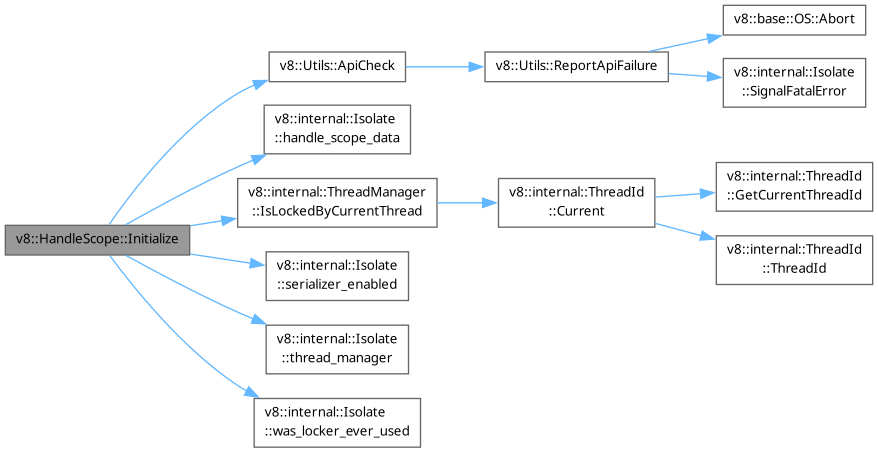 v8::HandleScope::Initialize
v8::Utils::ApiCheck
v8::Utils::ReportApiFailure
v8::base::OS::Abort
v8::internal::Isolate
::SignalFatalError
v8::internal::Isolate
::handle_scope_data
v8::internal::ThreadManager
::IsLockedByCurrentThread
v8::internal::ThreadId
::Current
v8::internal::ThreadId
::GetCurrentThreadId
v8::internal::ThreadId
::ThreadId
v8::internal::Isolate
::serializer_enabled
v8::internal::Isolate
::thread_manager
v8::internal::Isolate
::was_locker_ever_used